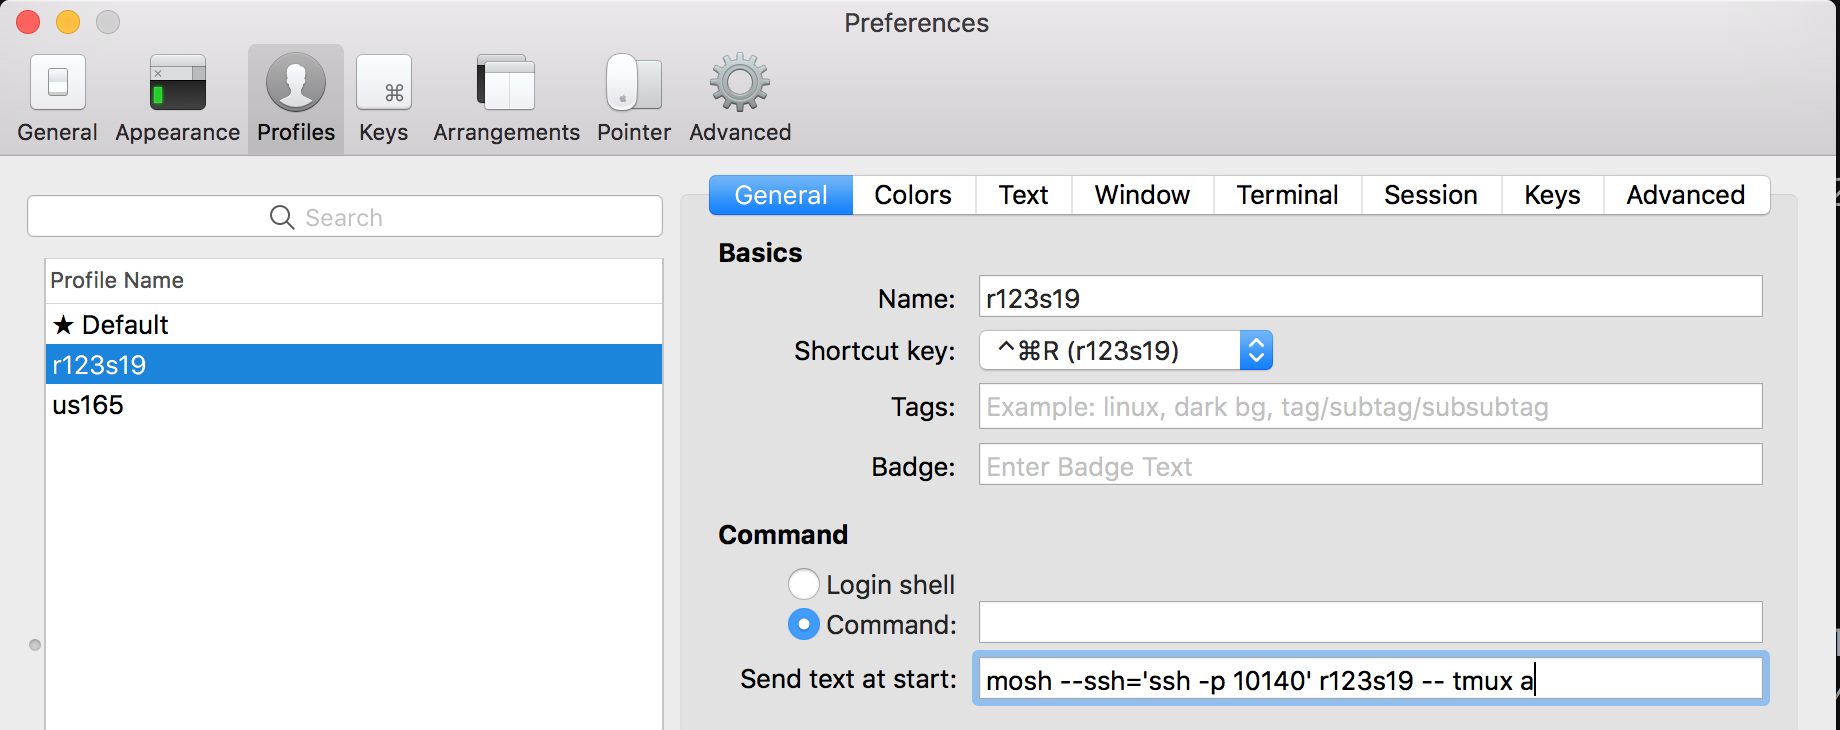 Preferences
General Appearance Profiles Keys Arrangements Pointer Advanced
Search
Profile Name
★ Default
r123s19
us165
General Colors Text Window Terminal Session Keys Advanced
Basics
Name: r123s19
Shortcut key: ^⌘R (r123s19)
Tags: Example: linux, dark bg, tag/subtag/subsubtag
Badge: Enter Badge Text
Command
Login shell
Command:
Send text at start: mosh --ssh='ssh -p 10140' r123s19 -- tmux a